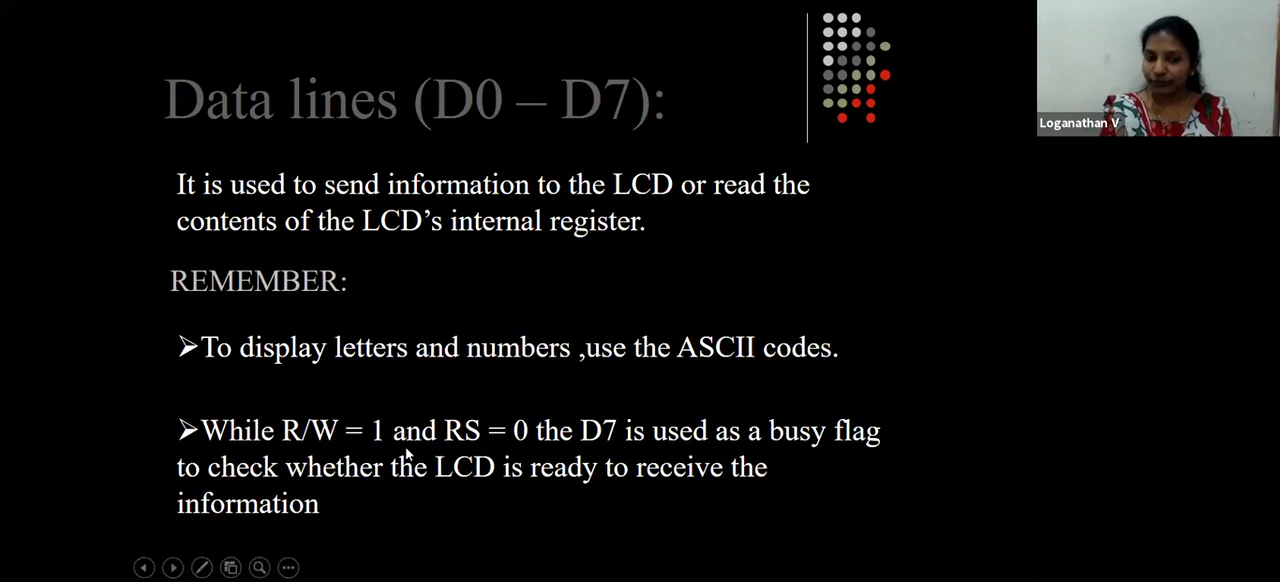 Data lines (D0 – D7):
Loganathan V
It is used to send information to the LCD or read the
contents of the LCD’s internal register.
REMEMBER:
➢To display letters and numbers ,use the ASCII codes.
➢While R/W = 1 and RS = 0 the D7 is used as a busy flag
to check whether the LCD is ready to receive the
information